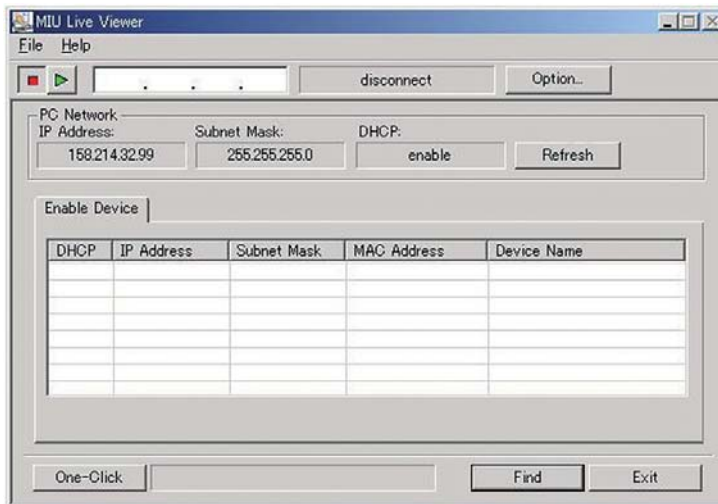 MIU Live Viewer
File Help
. . . disconnect Option...
PC Network
IP Address: Subnet Mask: DHCP:
158.214.32.99 255.255.255.0 enable Refresh
Enable Device
DHCP IP Address Subnet Mask MAC Address Device Name
One-Click Find Exit